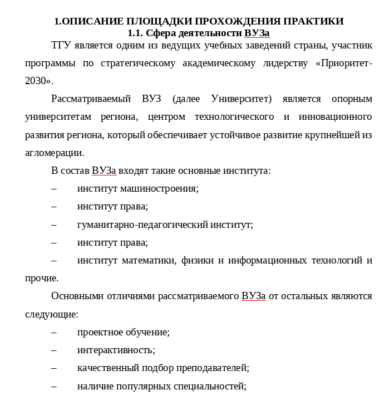 1.ОПИСАНИЕ ПЛОЩАДКИ ПРОХОЖДЕНИЯ ПРАКТИКИ
1.1. Сфера деятельности ВУЗа
ТГУ является одним из ведущих учебных заведений страны, участник
программы по стратегическому академическому лидерству «Приоритет-
2030».
Рассматриваемый ВУЗ (далее Университет) является опорным
университетам региона, центром технологического и инновационного
развития региона, который обеспечивает устойчивое развитие крупнейшей из
агломерации.
В состав ВУЗа входят такие основные института:
– институт машиностроения;
– институт права;
– гуманитарно-педагогический институт;
– институт права;
– институт математики, физики и информационных технологий и
прочие.
Основными отличиями рассматриваемого ВУЗа от остальных являются
следующие:
– проектное обучение;
– интерактивность;
– качественный подбор преподавателей;
– наличие популярных специальностей;